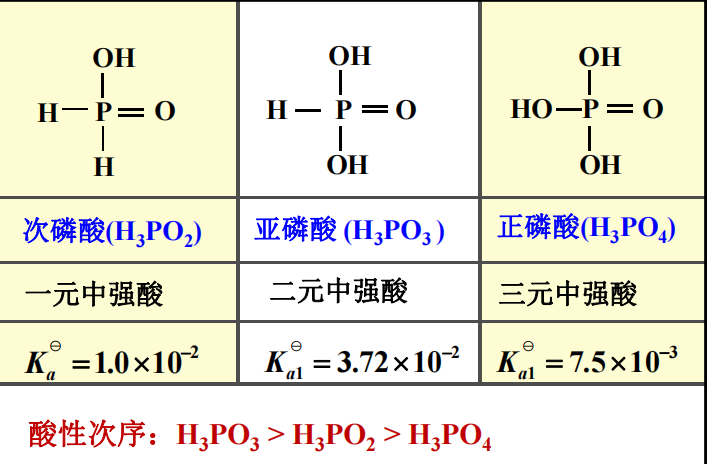 OH OH OH
H—P=O H—P=O HO—P=O
H OH OH
次磷酸(H₃PO₂) 亚磷酸 (H₃PO₃) 正磷酸(H₃PO₄)
一元中强酸 二元中强酸 三元中强酸
Kₐ^⊖ =1.0×10⁻² Kₐ₁^⊖ = 3.72×10⁻² Kₐ₁^⊖ = 7.5×10⁻³
酸性次序：H₃PO₃ > H₃PO₂ > H₃PO₄